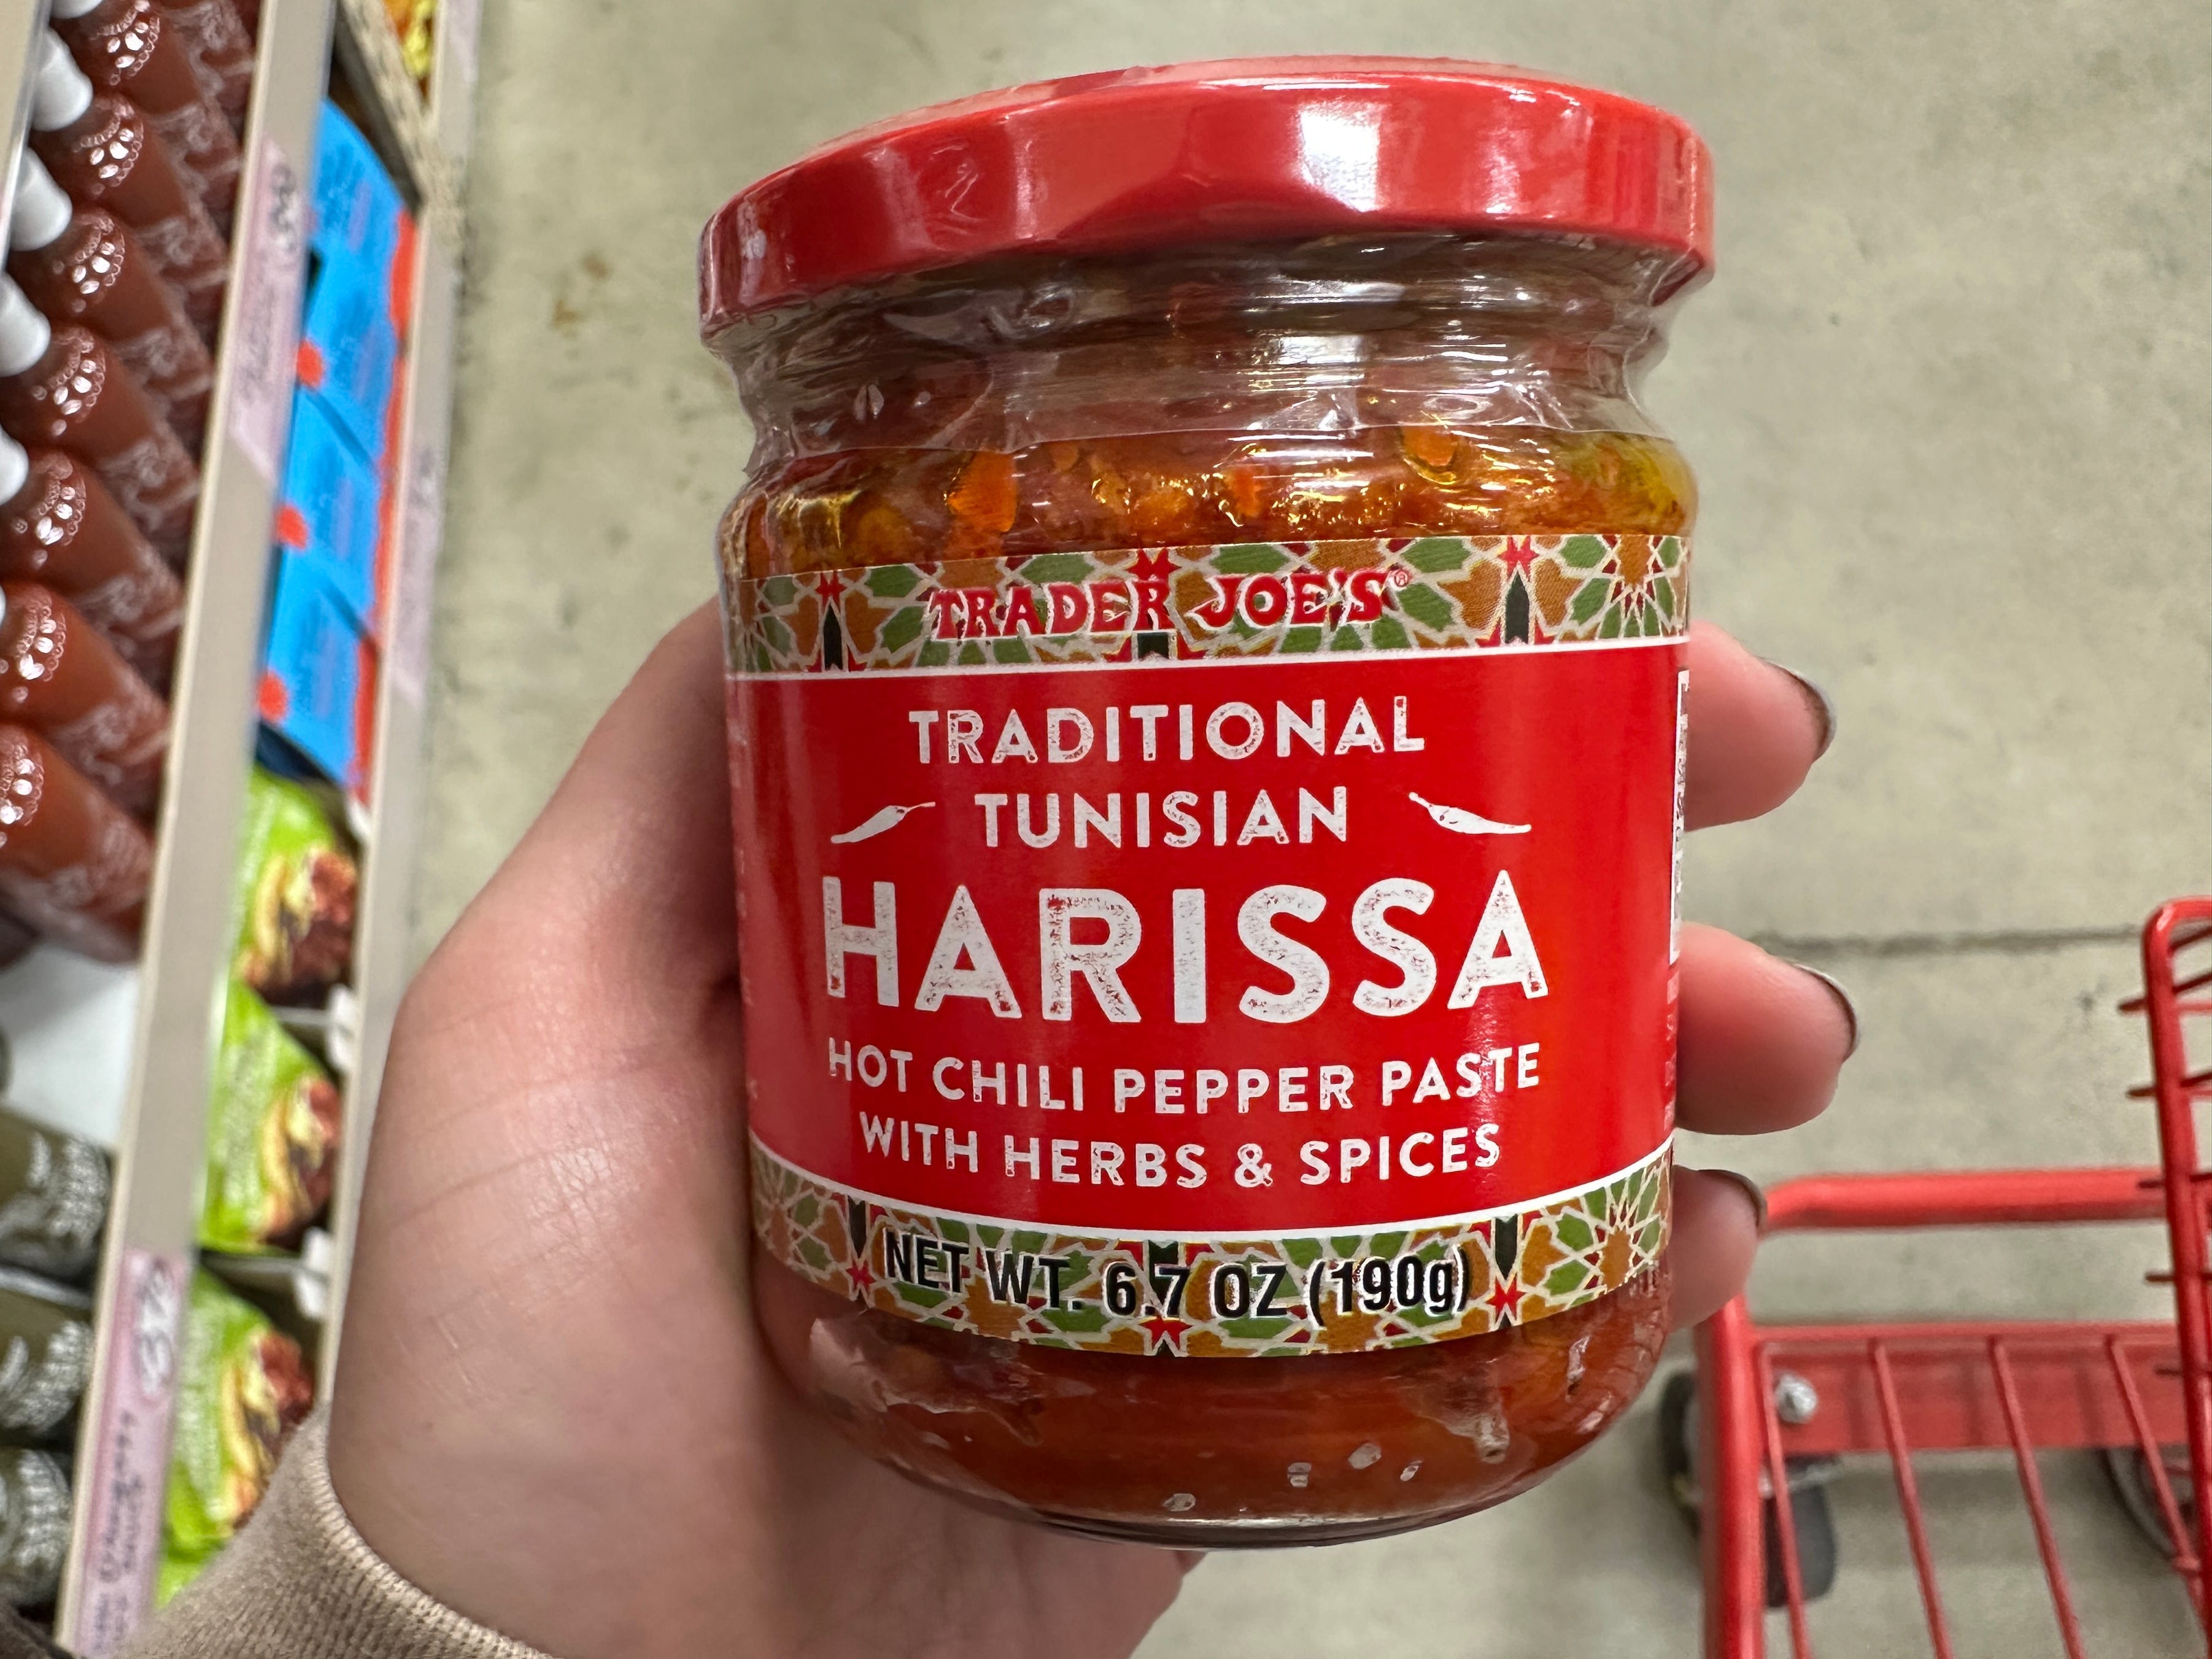 TRADER JOE'S®
TRADITIONAL
TUNISIAN
HARISSA
HOT CHILI PEPPER PASTE
WITH HERBS & SPICES
NET WT. 6.7 OZ (190g)